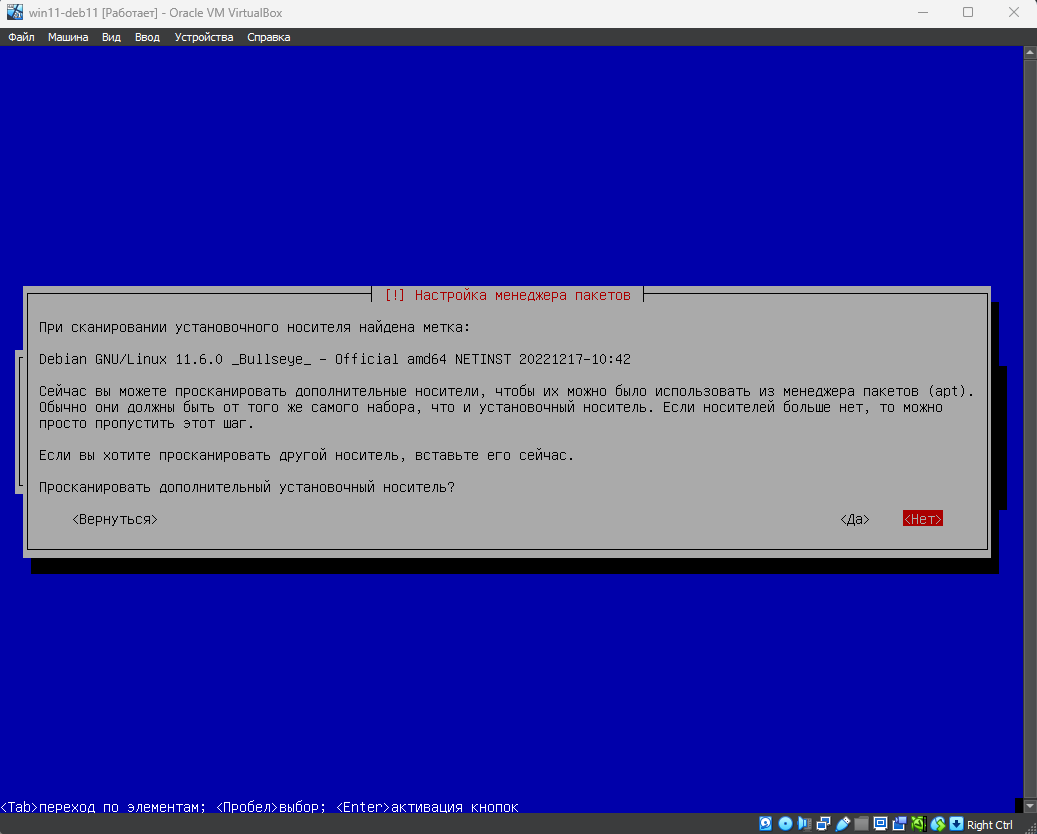 win11-deb11 [Работает] - Oracle VM VirtualBox
Файл Машина Вид Ввод Устройства Справка
[!] Настройка менеджера пакетов
При сканировании установочного носителя найдена метка:
Debian GNU/Linux 11.6.0 _Bullseye_ - Official amd64 NETINST 20221217-10:42
Сейчас вы можете просканировать дополнительные носители, чтобы их можно было использовать из менеджера пакетов (apt).
Обычно они должны быть от того же самого набора, что и установочный носитель. Если носителей больше нет, то можно
просто пропустить этот шаг.
Если вы хотите просканировать другой носитель, вставьте его сейчас.
Просканировать дополнительный установочный носитель?
<Вернуться> <Да> <Нет>
<Tab>переход по элементам; <Пробел>выбор; <Enter>активация кнопок
Right Ctrl